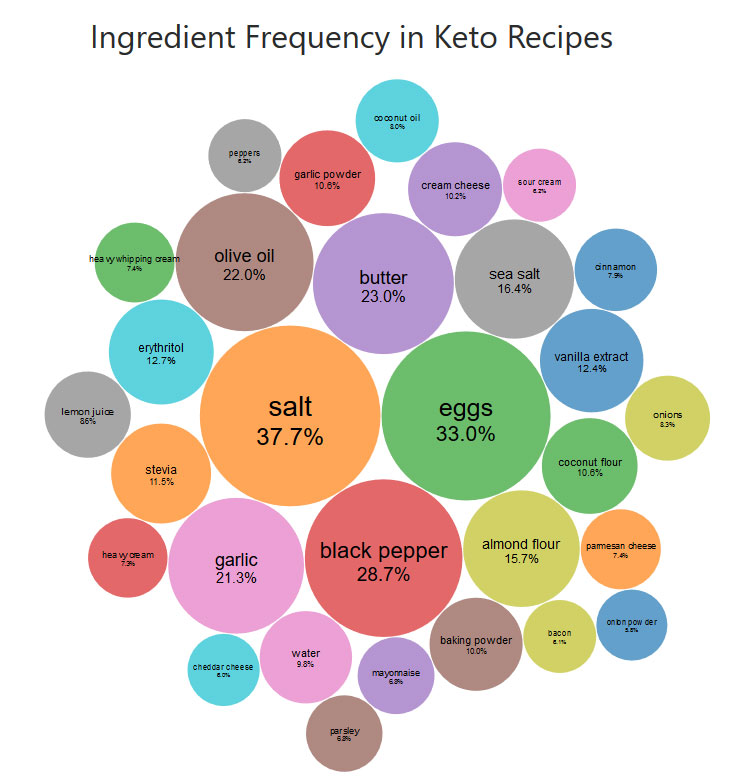 Ingredient Frequency in Keto Recipes
coconut oil
8.0%
peppers
6.2%
garlic powder
10.6%
cream cheese
10.2%
sour cream
6.2%
olive oil
22.0%
heavy whipping cream
7.4%
butter
23.0%
sea salt
16.4%
cinnamon
7.9%
erythritol
12.7%
vanilla extract
12.4%
salt
37.7%
eggs
33.0%
lemon juice
8.6%
onions
8.3%
stevia
11.5%
coconut flour
10.6%
heavy cream
7.3%
garlic
21.3%
black pepper
28.7%
almond flour
15.7%
parmesan cheese
7.4%
onion powder
5.8%
bacon
6.1%
baking powder
10.0%
water
9.8%
cheddar cheese
6.0%
mayonnaise
6.8%
parsley